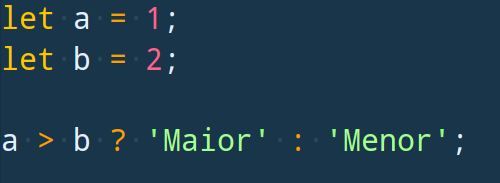 let a = 1;
let b = 2;
a > b ? 'Maior' : 'Menor';